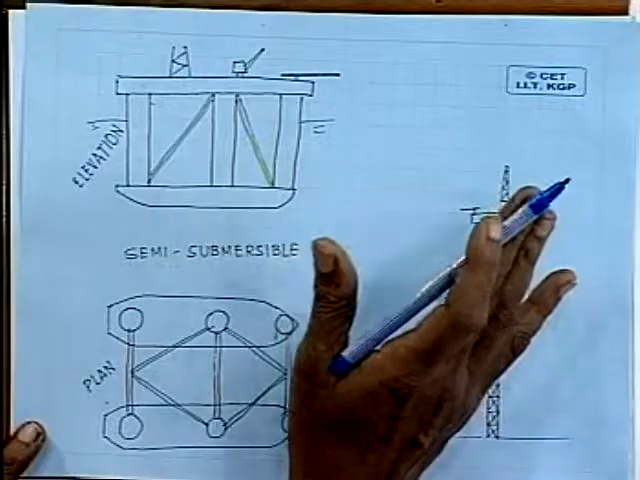 © CET
I.I.T. KGP
ELEVATION
SEMI-SUBMERSIBLE
PLAN